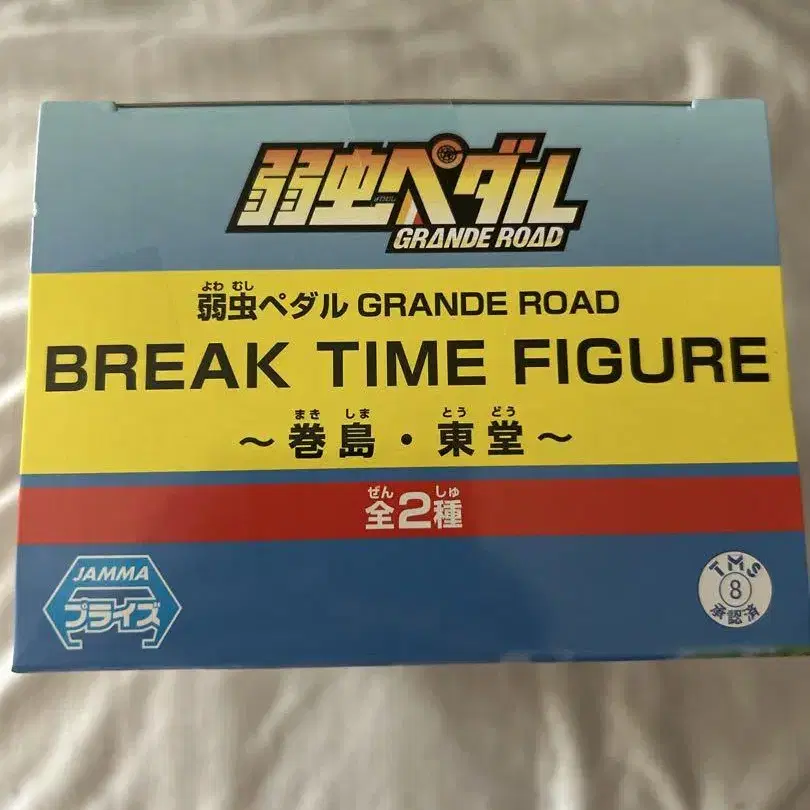 弱虫ペダル
GRANDE ROAD
よわ むし
弱虫ペダル GRANDE ROAD
BREAK TIME FIGURE
まき しま とう どう
～巻島・東堂～
ぜん しゅ
全2種
JAMMA
プライズ
TMS
8
承認済